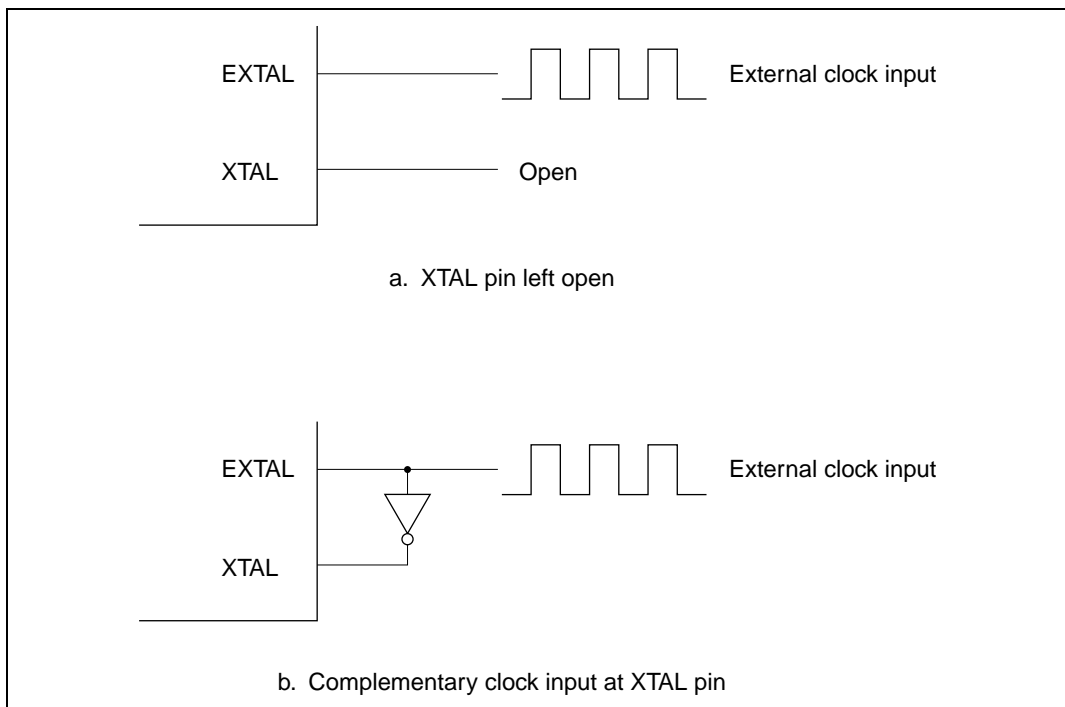 EXTAL
External clock input
XTAL
Open
a. XTAL pin left open
EXTAL
External clock input
XTAL
b. Complementary clock input at XTAL pin